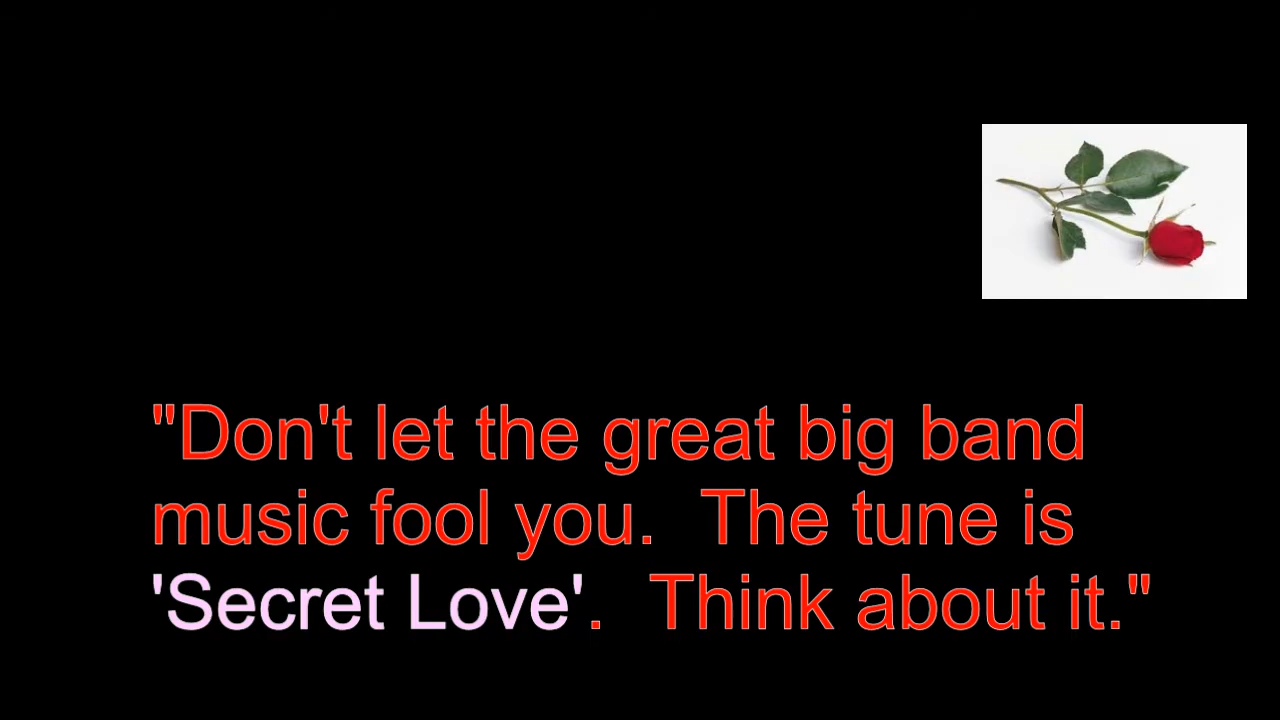 "Don't let the great big band
music fool you.  The tune is
'Secret Love'.  Think about it."